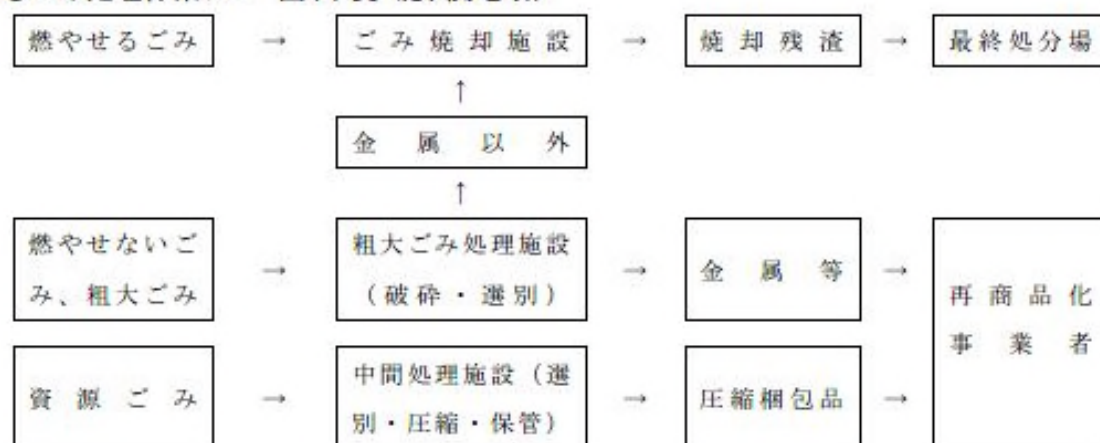 燃やせるごみ → ごみ焼却施設 → 焼却残渣 → 最終処分場
↑
金属以外
↑
燃やせないご
み、粗大ごみ
→
粗大ごみ処理施設
（破砕・選別）
→
金属等
→
再商品化
事業者
資源ごみ
→
中間処理施設（選
別・圧縮・保管）
→
圧縮梱包品
→